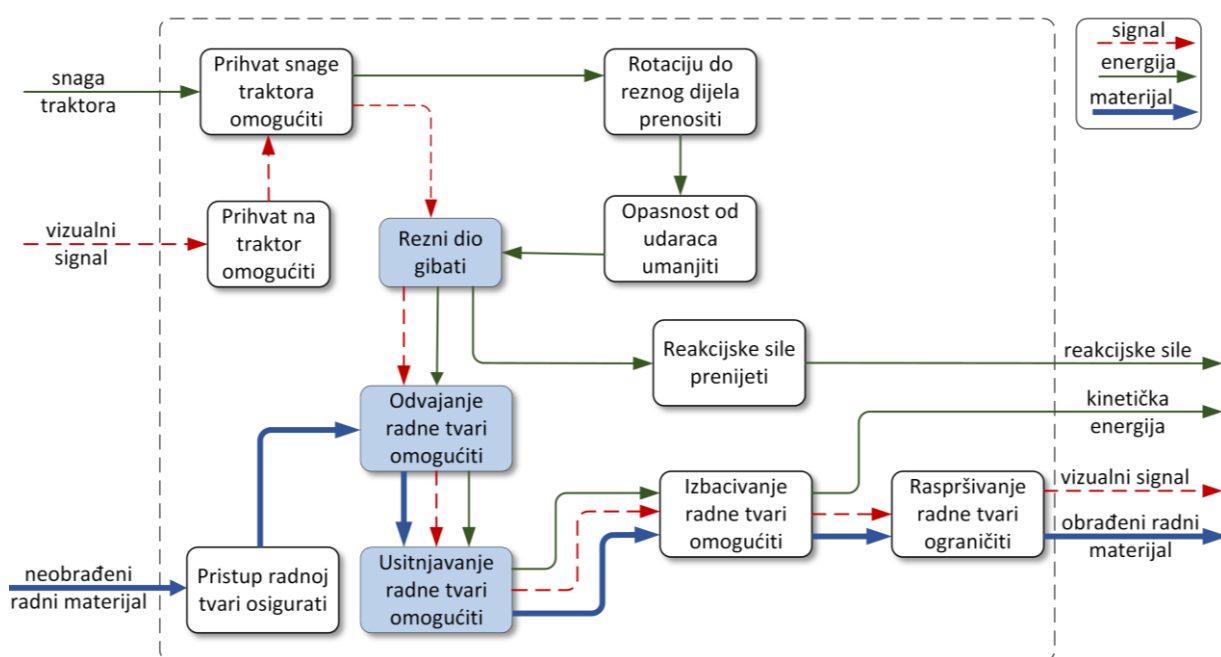 signal
energija
materijal
snaga
traktora
Prihvat snage
traktora
omogućiti
Rotaciju do
reznog dijela
prenositi
vizualni
signal
Prihvat na
traktor
omogućiti
Rezni dio
gibati
Opasnost od
udaraca
umanjiti
Reakcijske sile
prenijeti
reakcijske sile
kinetička
energija
Odvajanje
radne tvari
omogućiti
neobrađeni
radni materijal
Pristup radnoj
tvari osigurati
Usitnjavanje
radne tvari
omogućiti
Izbacivanje
radne tvari
omogućiti
Raspršivanje
radne tvari
ograničiti
vizualni signal
obrađeni radni
materijal